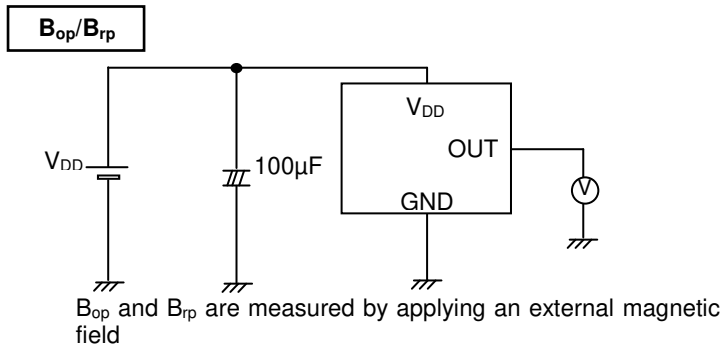 Bop/Brp
VDD
OUT
VDD
100µF
GND
V
Bop and Brp are measured by applying an external magnetic
field